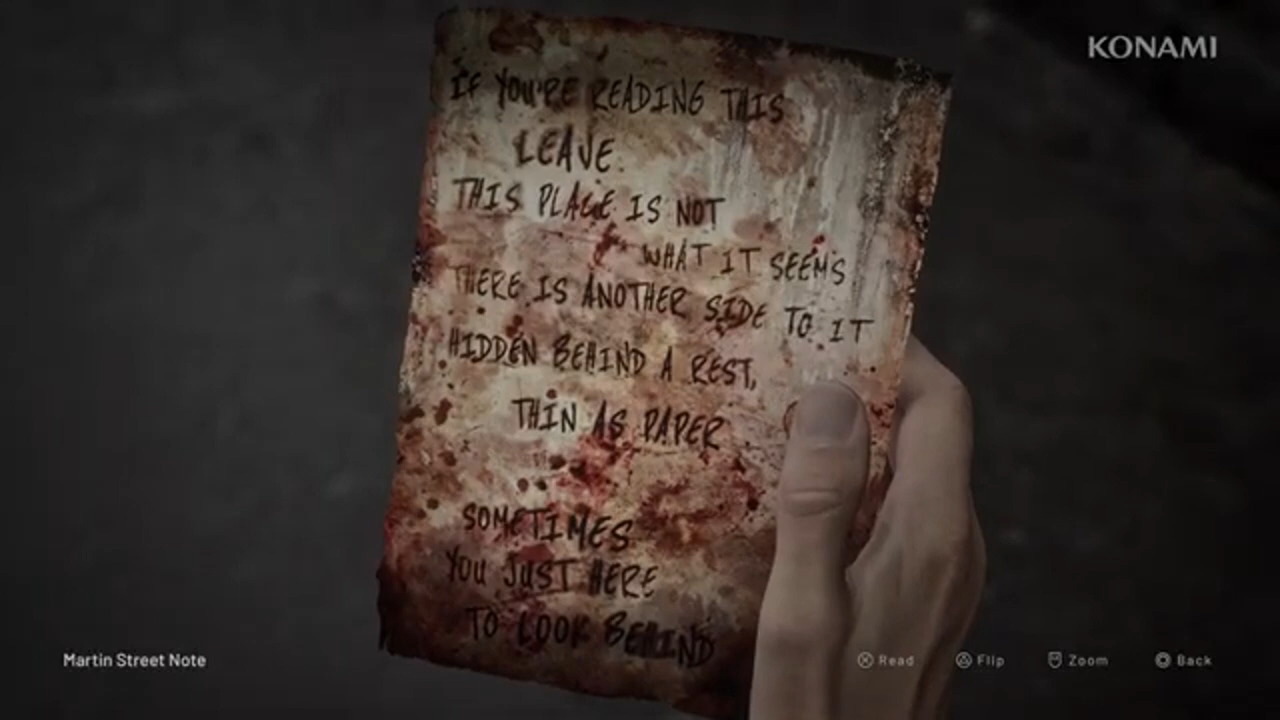 KONAMI
IF YOU'RE READING THIS
LEAVE.
THIS PLACE IS NOT
WHAT IT SEEMS
THERE IS ANOTHER SIDE TO IT
HIDDEN BEHIND A REST,
THIN AS PAPER
SOMETIMES
YOU JUST HERE
TO LOOK BEHIND
Martin Street Note
Read Flip Zoom Back